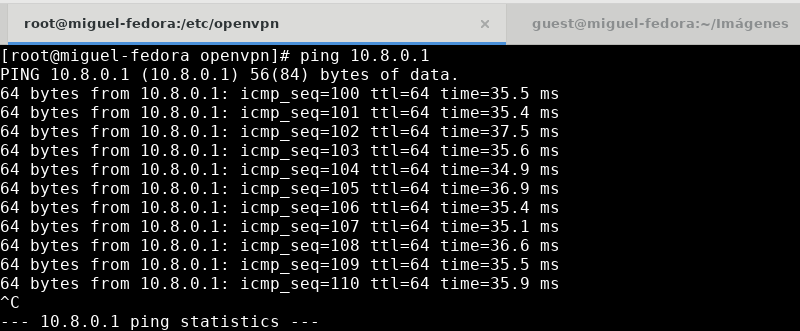 root@miguel-fedora:/etc/openvpn × guest@miguel-fedora:~/Imágenes
[root@miguel-fedora openvpn]# ping 10.8.0.1
PING 10.8.0.1 (10.8.0.1) 56(84) bytes of data.
64 bytes from 10.8.0.1: icmp_seq=100 ttl=64 time=35.5 ms
64 bytes from 10.8.0.1: icmp_seq=101 ttl=64 time=35.4 ms
64 bytes from 10.8.0.1: icmp_seq=102 ttl=64 time=37.5 ms
64 bytes from 10.8.0.1: icmp_seq=103 ttl=64 time=35.6 ms
64 bytes from 10.8.0.1: icmp_seq=104 ttl=64 time=34.9 ms
64 bytes from 10.8.0.1: icmp_seq=105 ttl=64 time=36.9 ms
64 bytes from 10.8.0.1: icmp_seq=106 ttl=64 time=35.4 ms
64 bytes from 10.8.0.1: icmp_seq=107 ttl=64 time=35.1 ms
64 bytes from 10.8.0.1: icmp_seq=108 ttl=64 time=36.6 ms
64 bytes from 10.8.0.1: icmp_seq=109 ttl=64 time=35.5 ms
64 bytes from 10.8.0.1: icmp_seq=110 ttl=64 time=35.9 ms
^C
--- 10.8.0.1 ping statistics ---